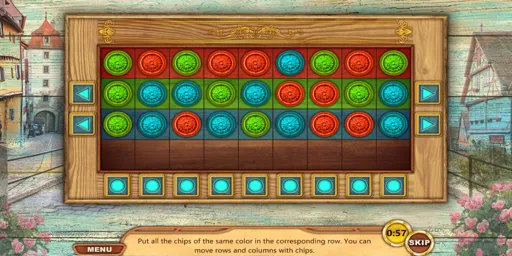 0:57
SKIP
MENU
Put all the chips of the same color in the corresponding row. You can
move rows and columns with chips.